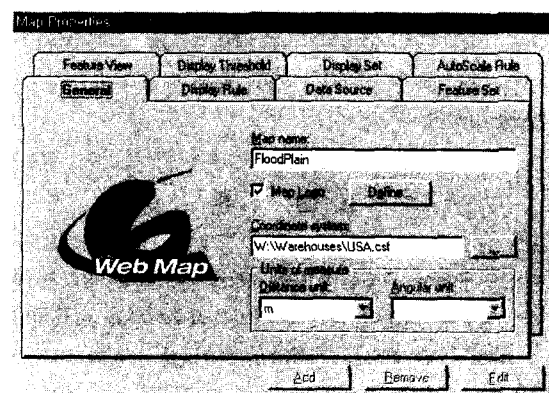 Map Properties
Feature View Display Threshold Display Set AutoScale Rule
General Display Rule Data Source Feature Set
Map name:
FloodPlain
Map Logo Define...
Coordinate system:
W:\Warehouses\USA.csf
...
Web Map
Units of measure
Distance unit: Angular unit:
m
Add Remove Edit